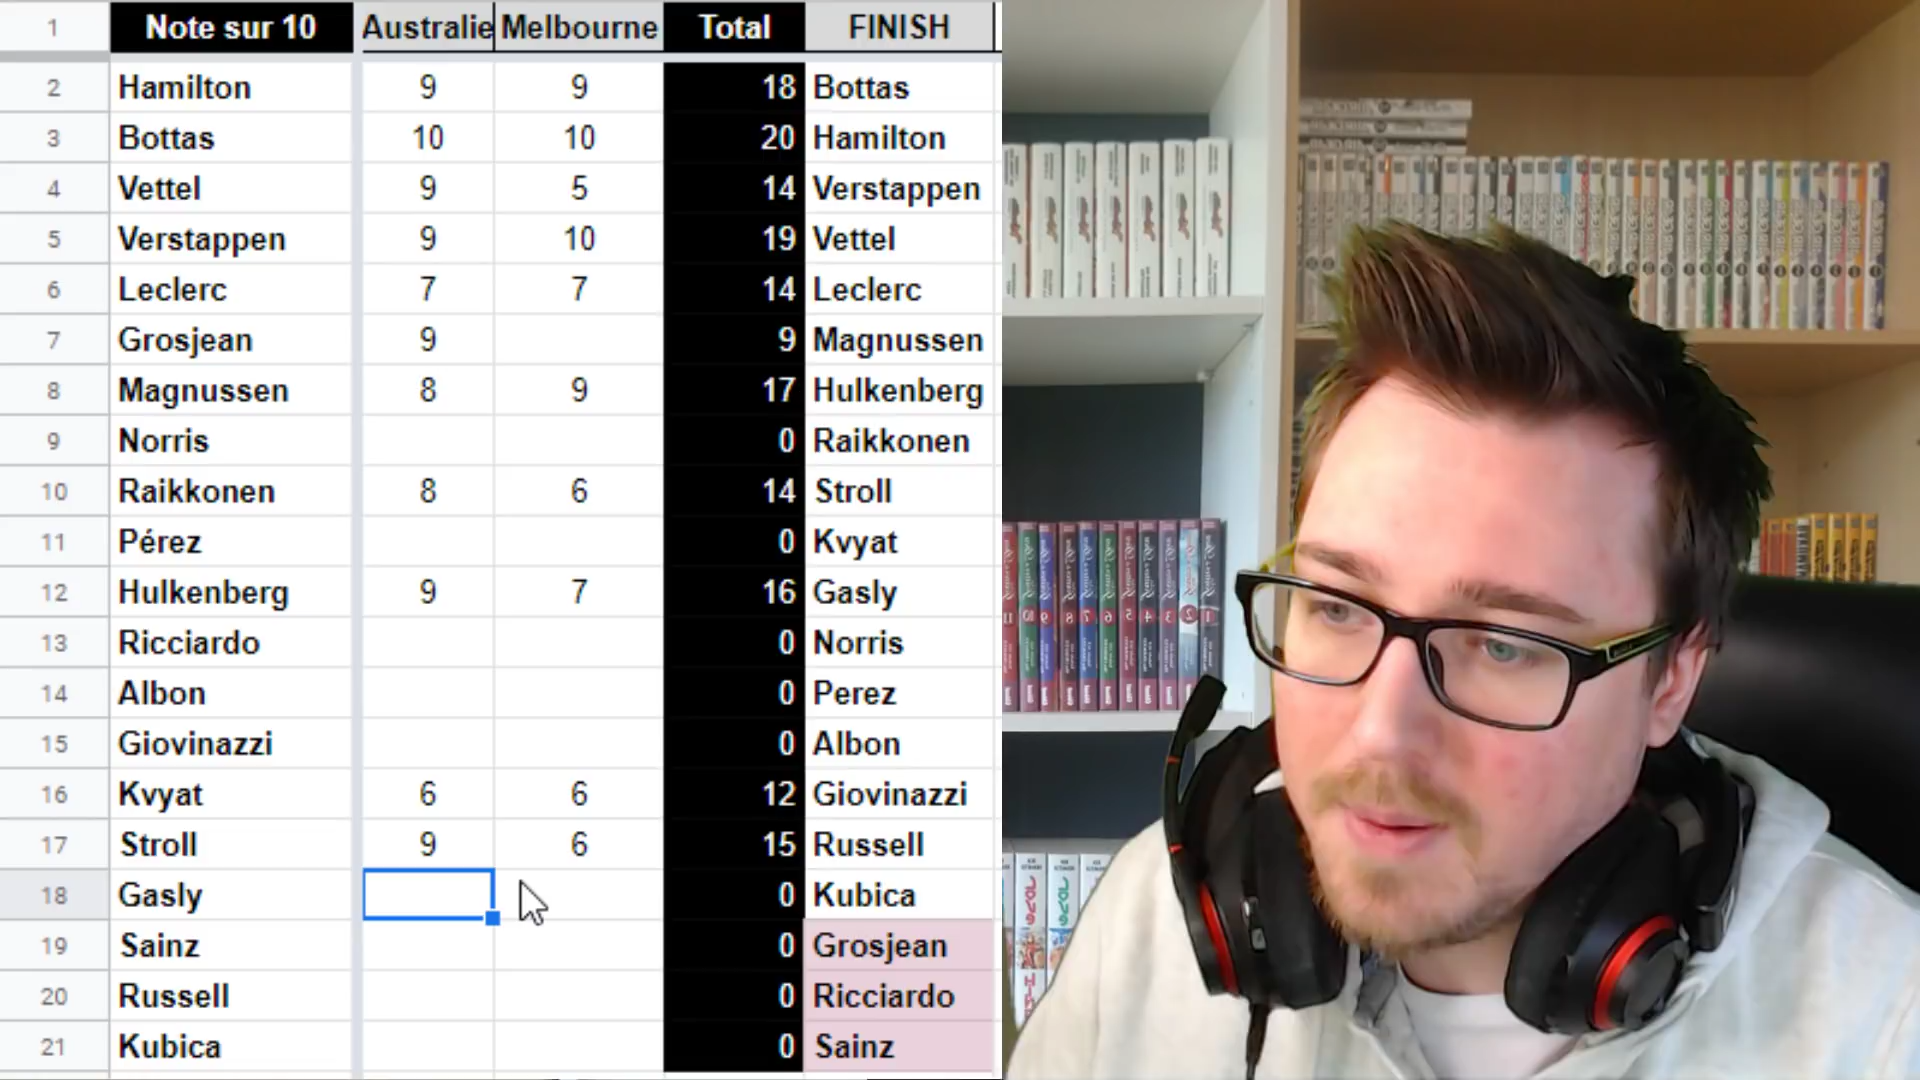 1 Note sur 10 Australie Melbourne Total FINISH
2 Hamilton 9 9 18 Bottas
3 Bottas 10 10 20 Hamilton
4 Vettel 9 5 14 Verstappen
5 Verstappen 9 10 19 Vettel
6 Leclerc 7 7 14 Leclerc
7 Grosjean 9 9 Magnussen
8 Magnussen 8 9 17 Hulkenberg
9 Norris 0 Raikkonen
10 Raikkonen 8 6 14 Stroll
11 Pérez 0 Kvyat
12 Hulkenberg 9 7 16 Gasly
13 Ricciardo 0 Norris
14 Albon 0 Perez
15 Giovinazzi 0 Albon
16 Kvyat 6 6 12 Giovinazzi
17 Stroll 9 6 15 Russell
18 Gasly 0 Kubica
19 Sainz 0 Grosjean
20 Russell 0 Ricciardo
21 Kubica 0 Sainz